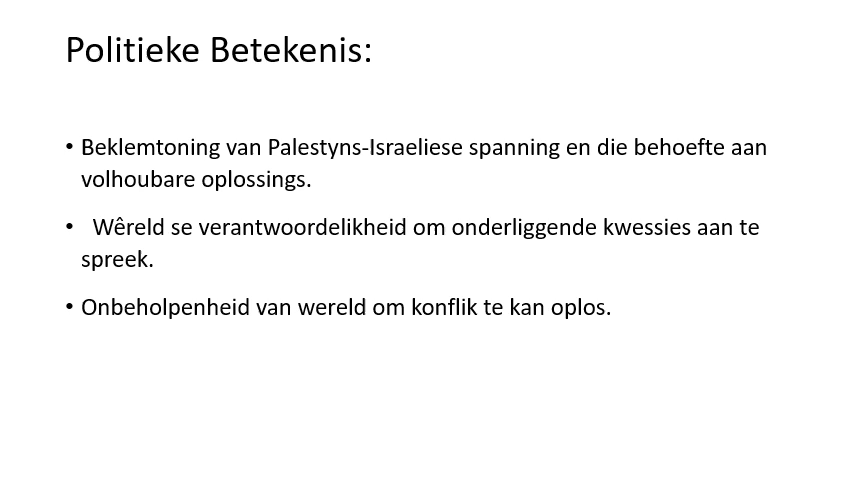 Politieke Betekenis:
• Beklemtoning van Palestyns-Israeliese spanning en die behoefte aan
volhoubare oplossings.
• Wêreld se verantwoordelikheid om onderliggende kwessies aan te
spreek.
• Onbeholpenheid van wereld om konflik te kan oplos.